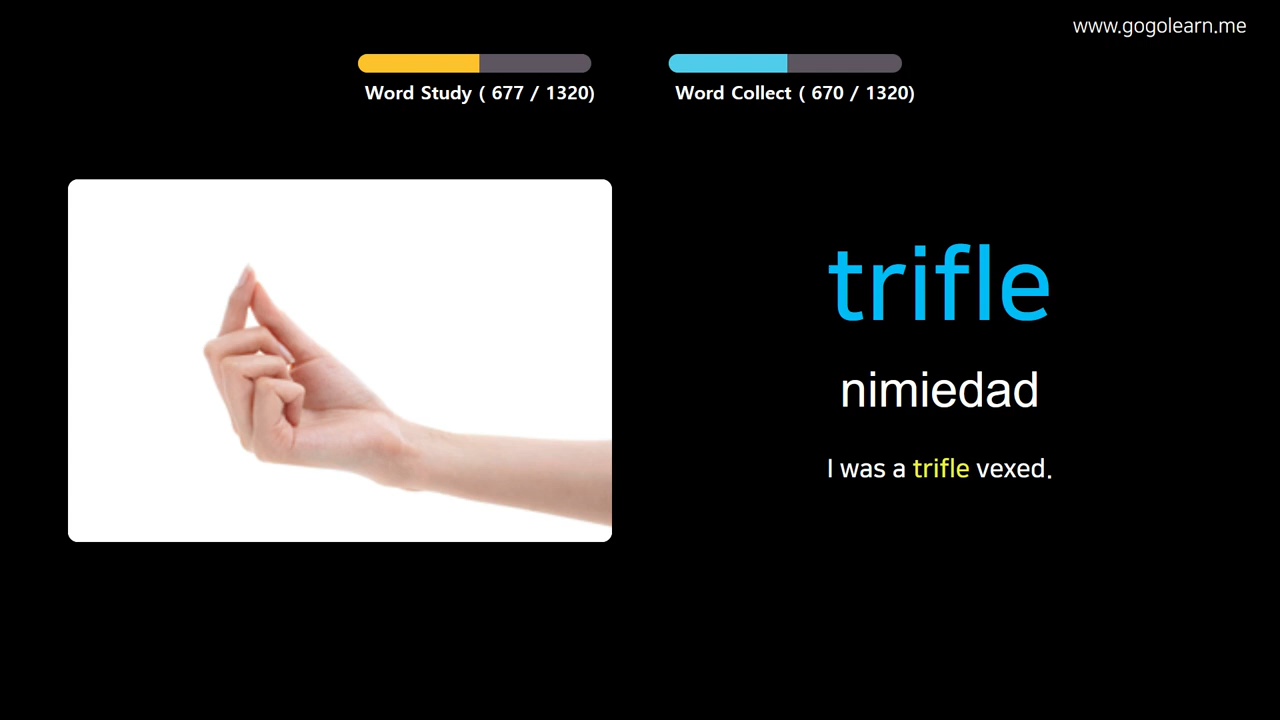 www.gogolearn.me
Word Study ( 677 / 1320)
Word Collect ( 670 / 1320)
trifle
nimiedad
I was a trifle vexed.